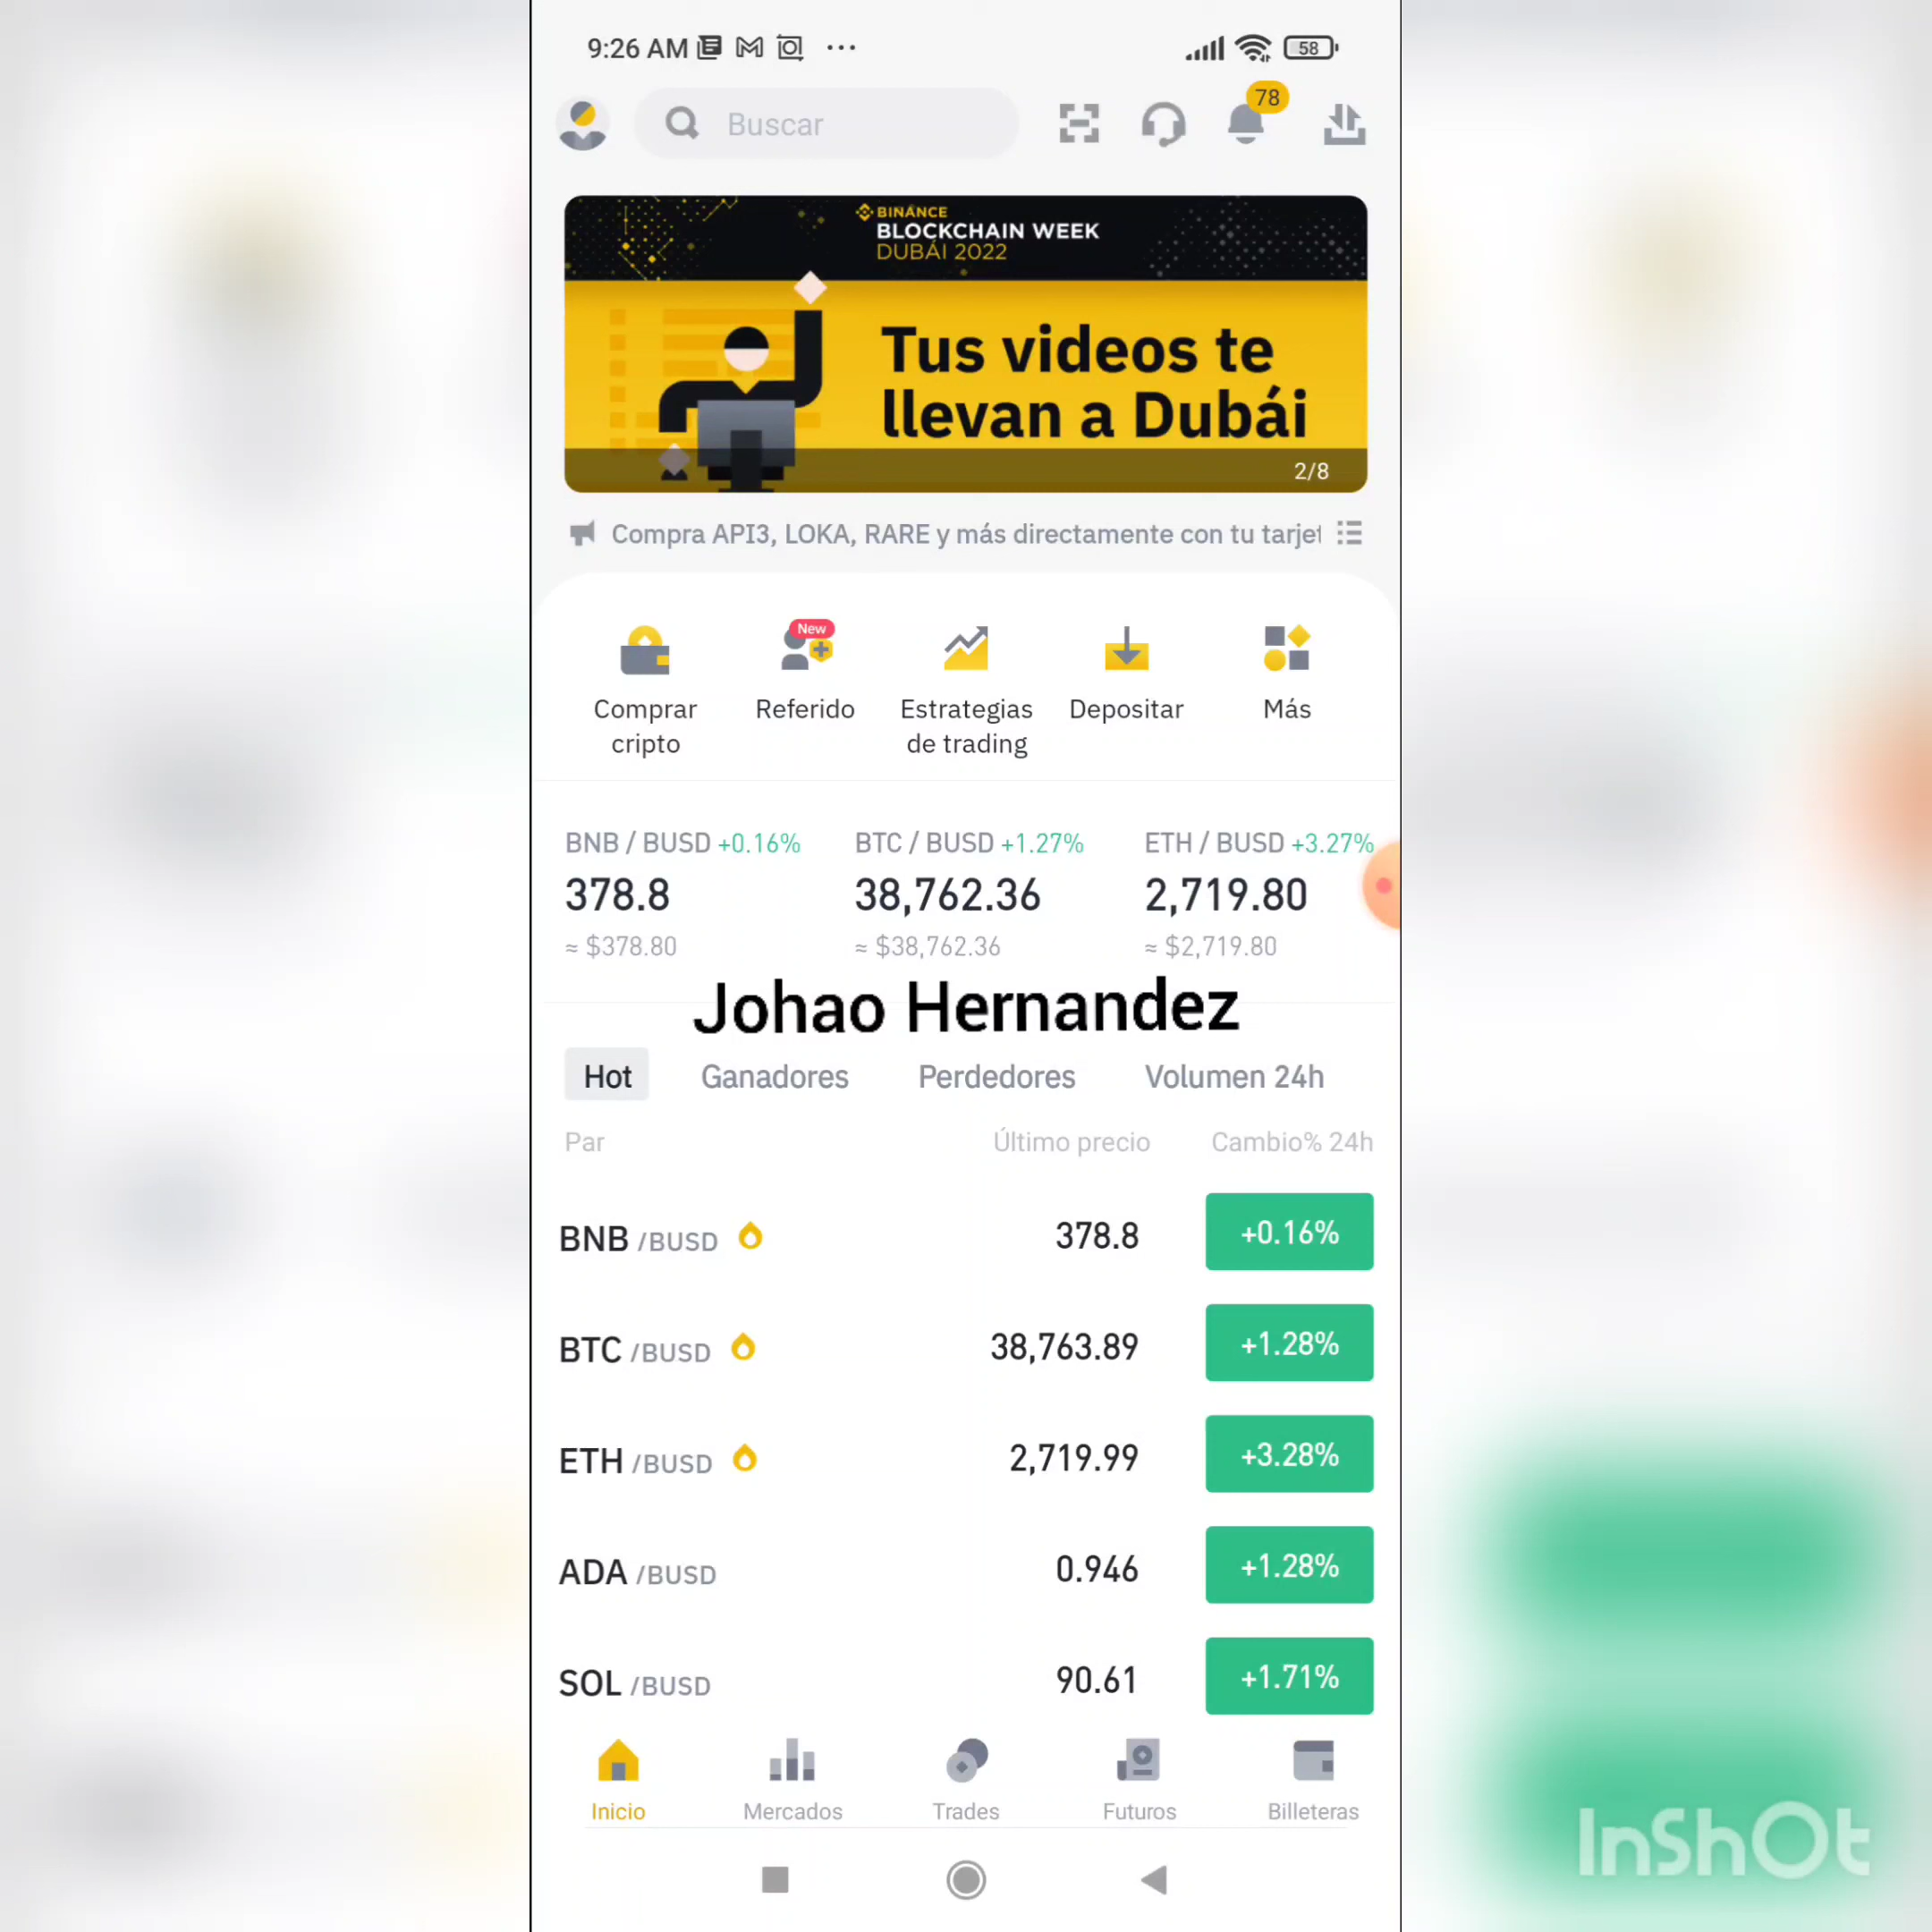 9:26 AM
58
Buscar
78
BINANCE
BLOCKCHAIN WEEK
DUBÁI 2022
Tus videos te
llevan a Dubái
2/8
Compra API3, LOKA, RARE y más directamente con tu tarjet
New
Comprar
cripto
Referido
Estrategias
de trading
Depositar
Más
BNB / BUSD +0.16%
378.8
≈ $378.80
BTC / BUSD +1.27%
38,762.36
≈ $38,762.36
ETH / BUSD +3.27%
2,719.80
≈ $2,719.80
Johao Hernandez
Hot Ganadores Perdedores Volumen 24h
Par Último precio Cambio% 24h
BNB /BUSD 378.8 +0.16%
BTC /BUSD 38,763.89 +1.28%
ETH /BUSD 2,719.99 +3.28%
ADA /BUSD 0.946 +1.28%
SOL /BUSD 90.61 +1.71%
Inicio Mercados Trades Futuros Billeteras
InShOt